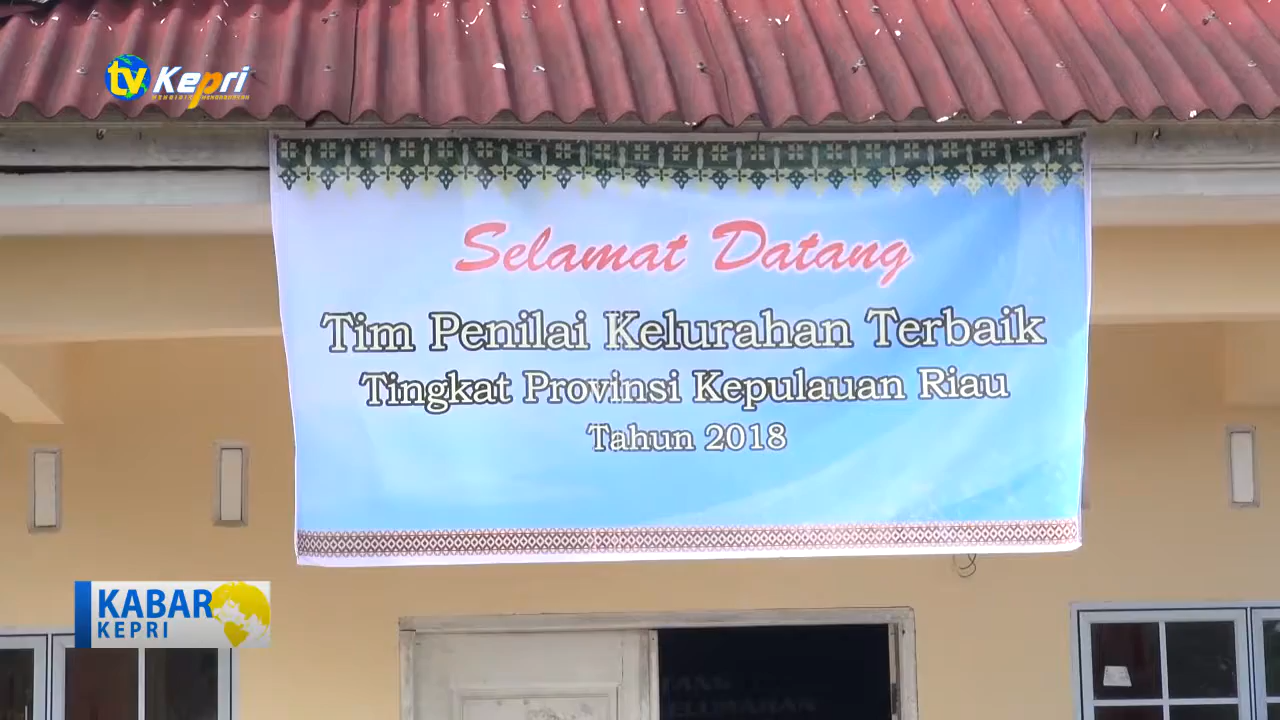 tv Kepri
Selamat Datang
Tim Penilai Kelurahan Terbaik
Tingkat Provinsi Kepulauan Riau
Tahun 2018
KABAR
KEPRI